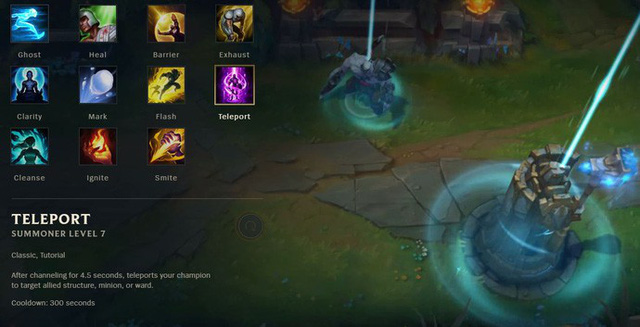 Ghost Heal Barrier Exhaust
Clarity Mark Flash Teleport
Cleanse Ignite Smite
TELEPORT
SUMMONER LEVEL 7
Classic, Tutorial
After channeling for 4.5 seconds, teleports your champion
to target allied structure, minion, or ward.
Cooldown: 300 seconds